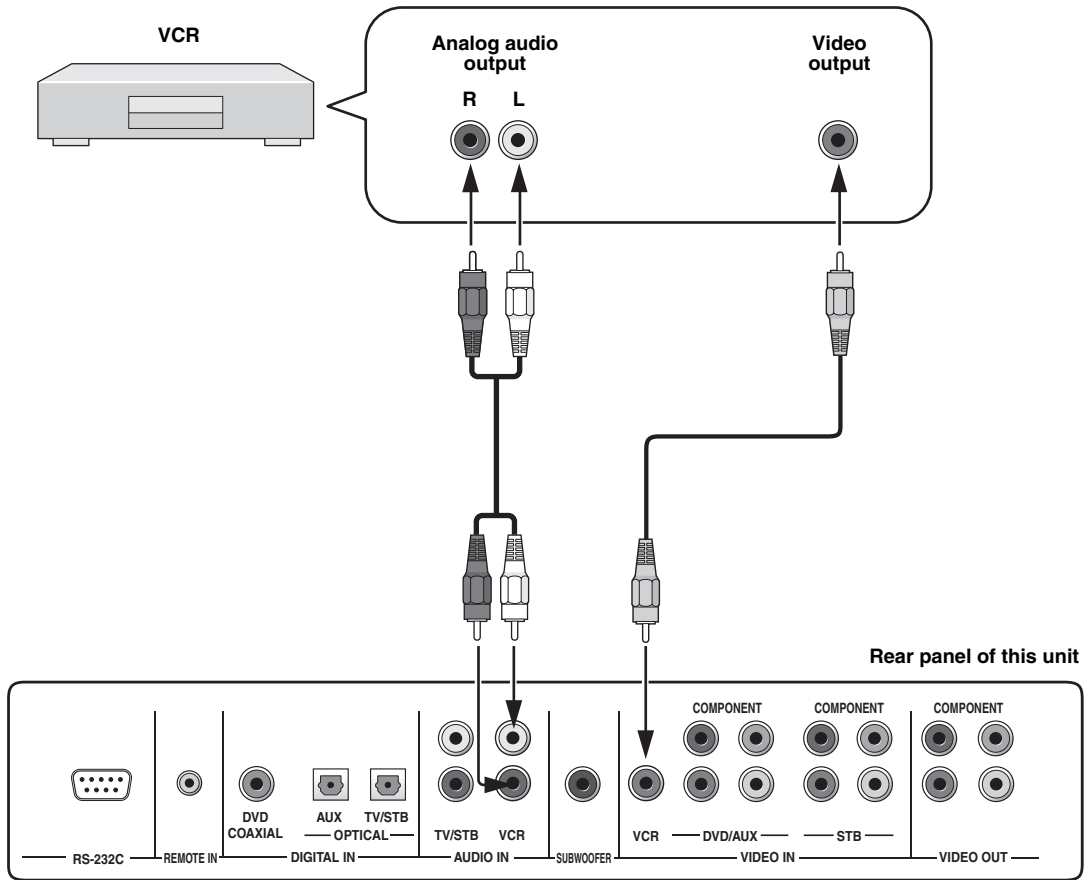 VCR
Analog audio
output
R L
Video
output
Rear panel of this unit
COMPONENT COMPONENT COMPONENT
DVD
COAXIAL
AUX TV/STB
OPTICAL
TV/STB VCR
VCR DVD/AUX STB
RS-232C REMOTE IN DIGITAL IN AUDIO IN SUBWOOFER VIDEO IN VIDEO OUT